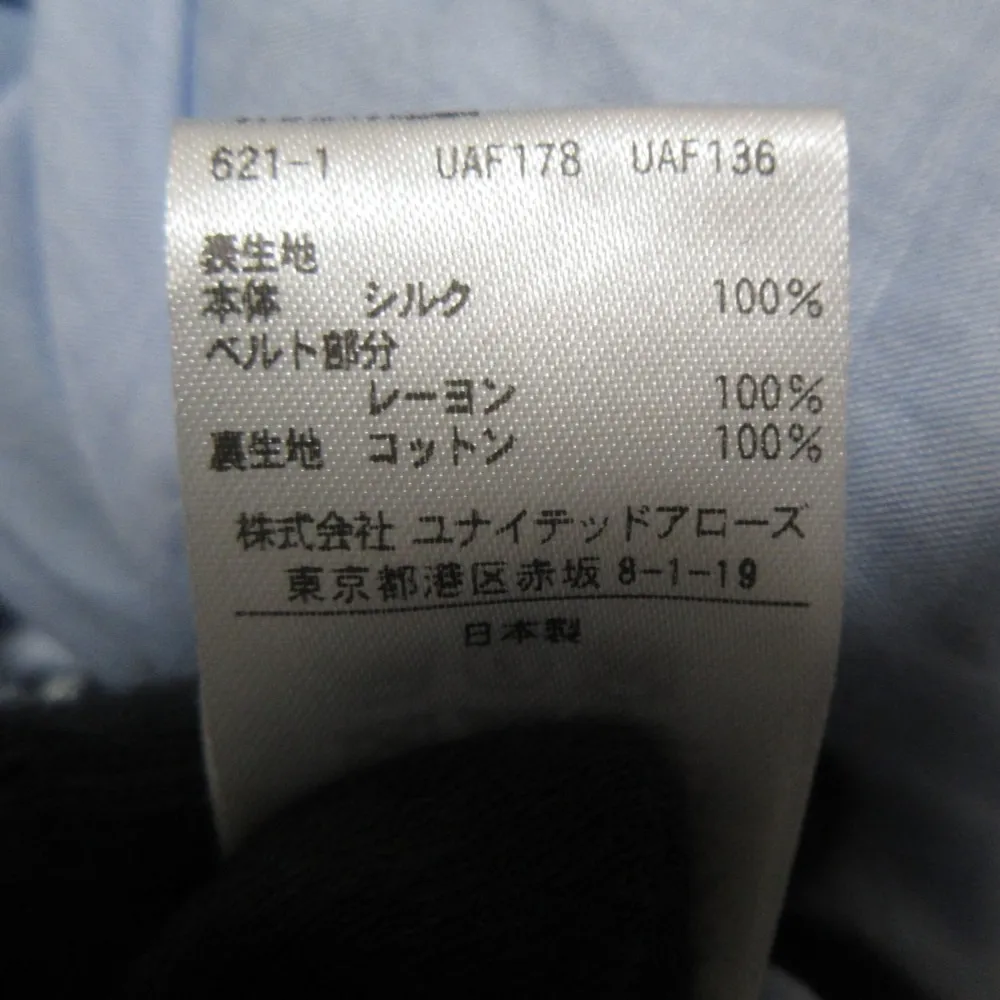 621-1 UAF178 UAF136
表生地
本体 シルク 100%
ベルト部分
レーヨン 100%
裏生地 コットン 100%
株式会社 ユナイテッドアローズ
東京都港区赤坂 8-1-19
日本製